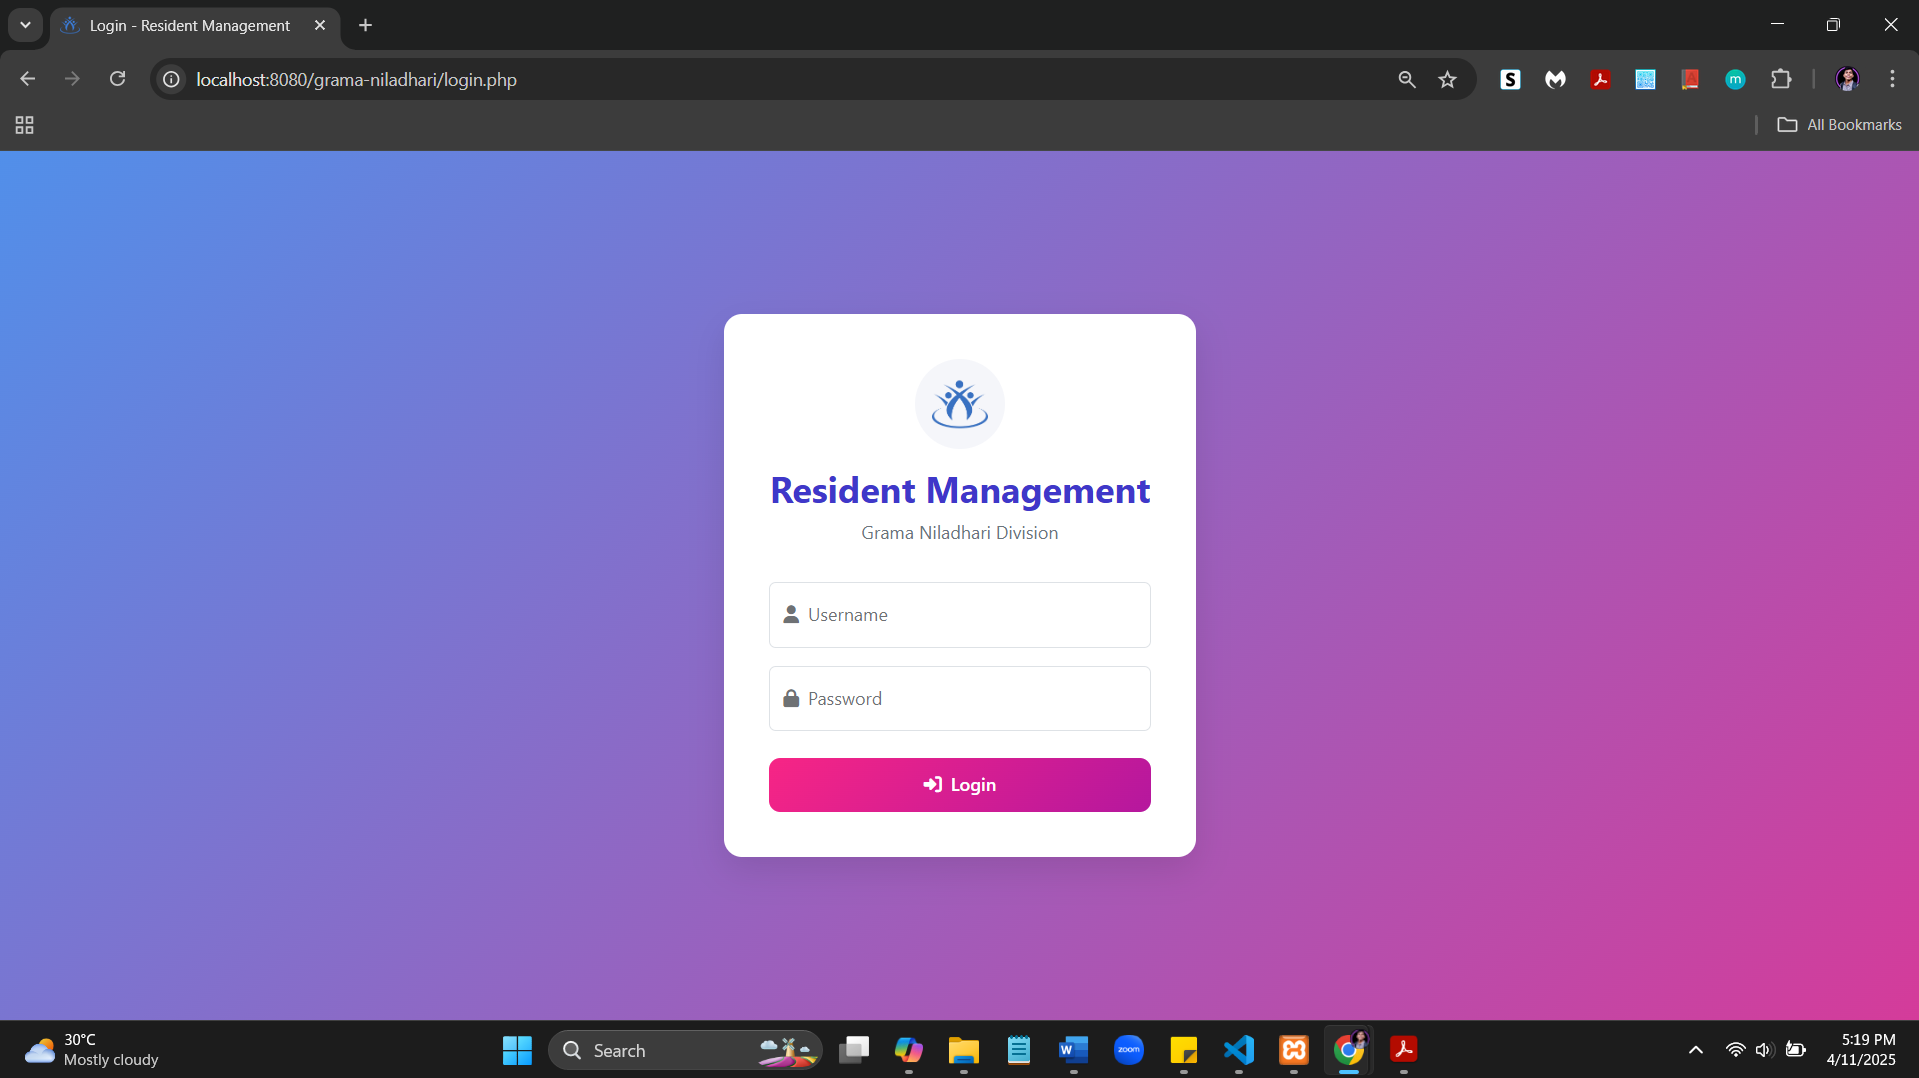 Login - Resident Management
localhost:8080/grama-niladhari/login.php
S
m
All Bookmarks
Resident Management
Grama Niladhari Division
Username
Password
Login
30°C
Mostly cloudy
Search
W
zoom
5:19 PM
4/11/2025